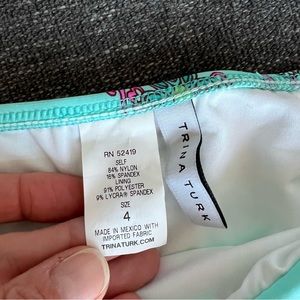 RN 52419
SELF
84% NYLON
16% SPANDEX
LINING
91% POLYESTER
9% LYCRA® SPANDEX
SIZE
4
MADE IN MEXICO WITH
IMPORTED FABRIC
TRINATURK.COM
TRINA TURK